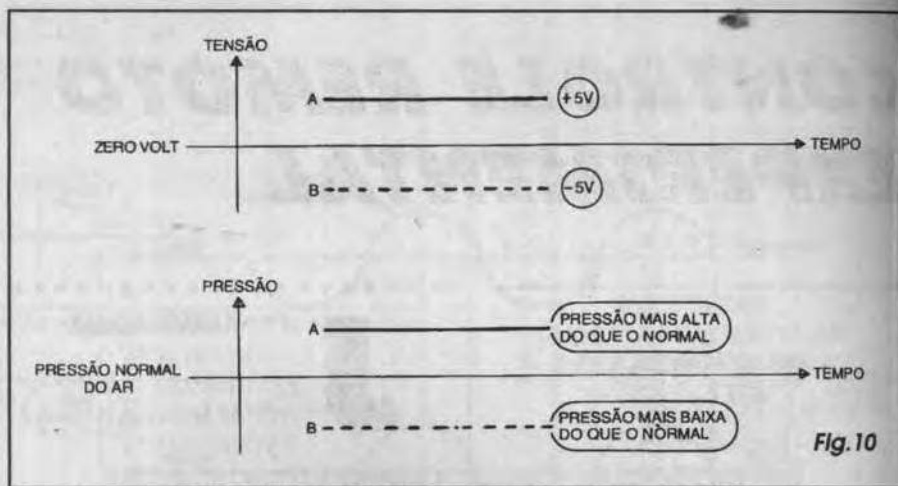 TENSÃO
A +5V
ZERO VOLT TEMPO
B -5V
PRESSÃO
A PRESSÃO MAIS ALTA
DO QUE O NORMAL
PRESSÃO NORMAL
DO AR
TEMPO
B PRESSÃO MAIS BAIXA
DO QUE O NORMAL
Fig.10